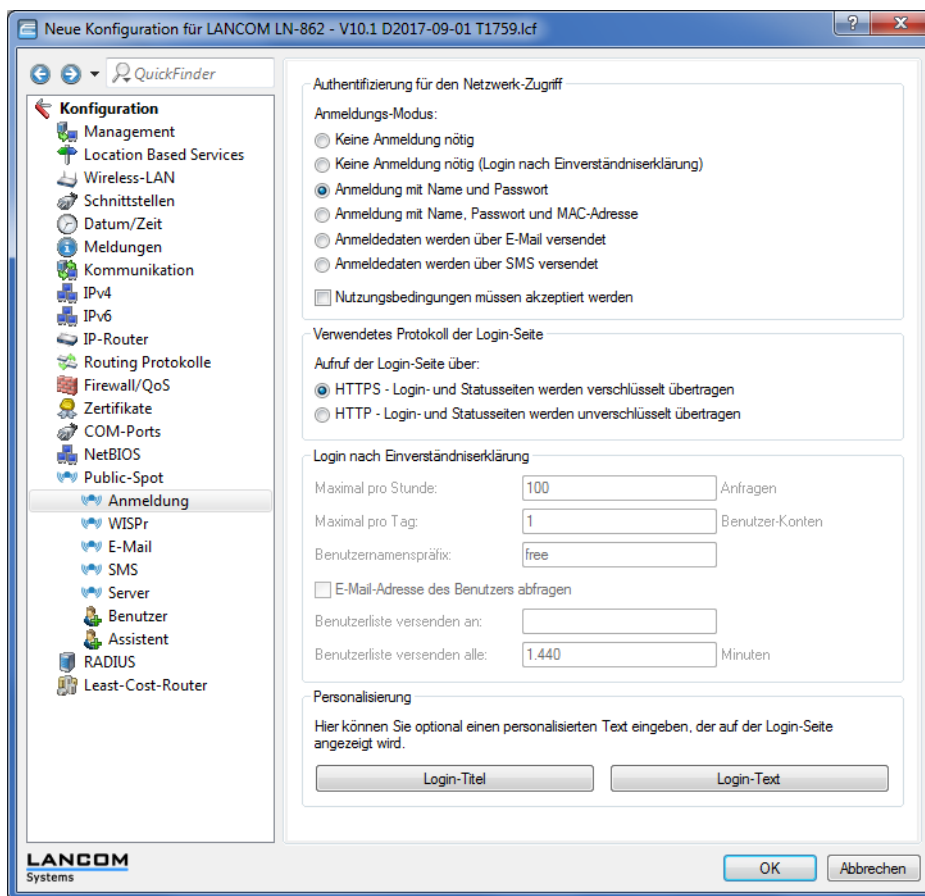 Neue Konfiguration für LANCOM LN-862 - V10.1 D2017-09-01 T1759.lcf
QuickFinder
Konfiguration
Management
Location Based Services
Wireless-LAN
Schnittstellen
Datum/Zeit
Meldungen
Kommunikation
IPv4
IPv6
IP-Router
Routing Protokolle
Firewall/QoS
Zertifikate
COM-Ports
NetBIOS
Public-Spot
Anmeldung
WISPr
E-Mail
SMS
Server
Benutzer
Assistent
RADIUS
Least-Cost-Router
Authentifizierung für den Netzwerk-Zugriff
Anmeldungs-Modus:
Keine Anmeldung nötig
Keine Anmeldung nötig (Login nach Einverständniserklärung)
Anmeldung mit Name und Passwort
Anmeldung mit Name, Passwort und MAC-Adresse
Anmeldedaten werden über E-Mail versendet
Anmeldedaten werden über SMS versendet
Nutzungsbedingungen müssen akzeptiert werden
Verwendetes Protokoll der Login-Seite
Aufruf der Login-Seite über:
HTTPS - Login- und Statusseiten werden verschlüsselt übertragen
HTTP - Login- und Statusseiten werden unverschlüsselt übertragen
Login nach Einverständniserklärung
Maximal pro Stunde: 100 Anfragen
Maximal pro Tag: 1 Benutzer-Konten
Benutzernamenspräfix: free
E-Mail-Adresse des Benutzers abfragen
Benutzerliste versenden an:
Benutzerliste versenden alle: 1.440 Minuten
Personalisierung
Hier können Sie optional einen personalisierten Text eingeben, der auf der Login-Seite
angezeigt wird.
Login-Titel Login-Text
LANCOM
Systems
OK Abbrechen